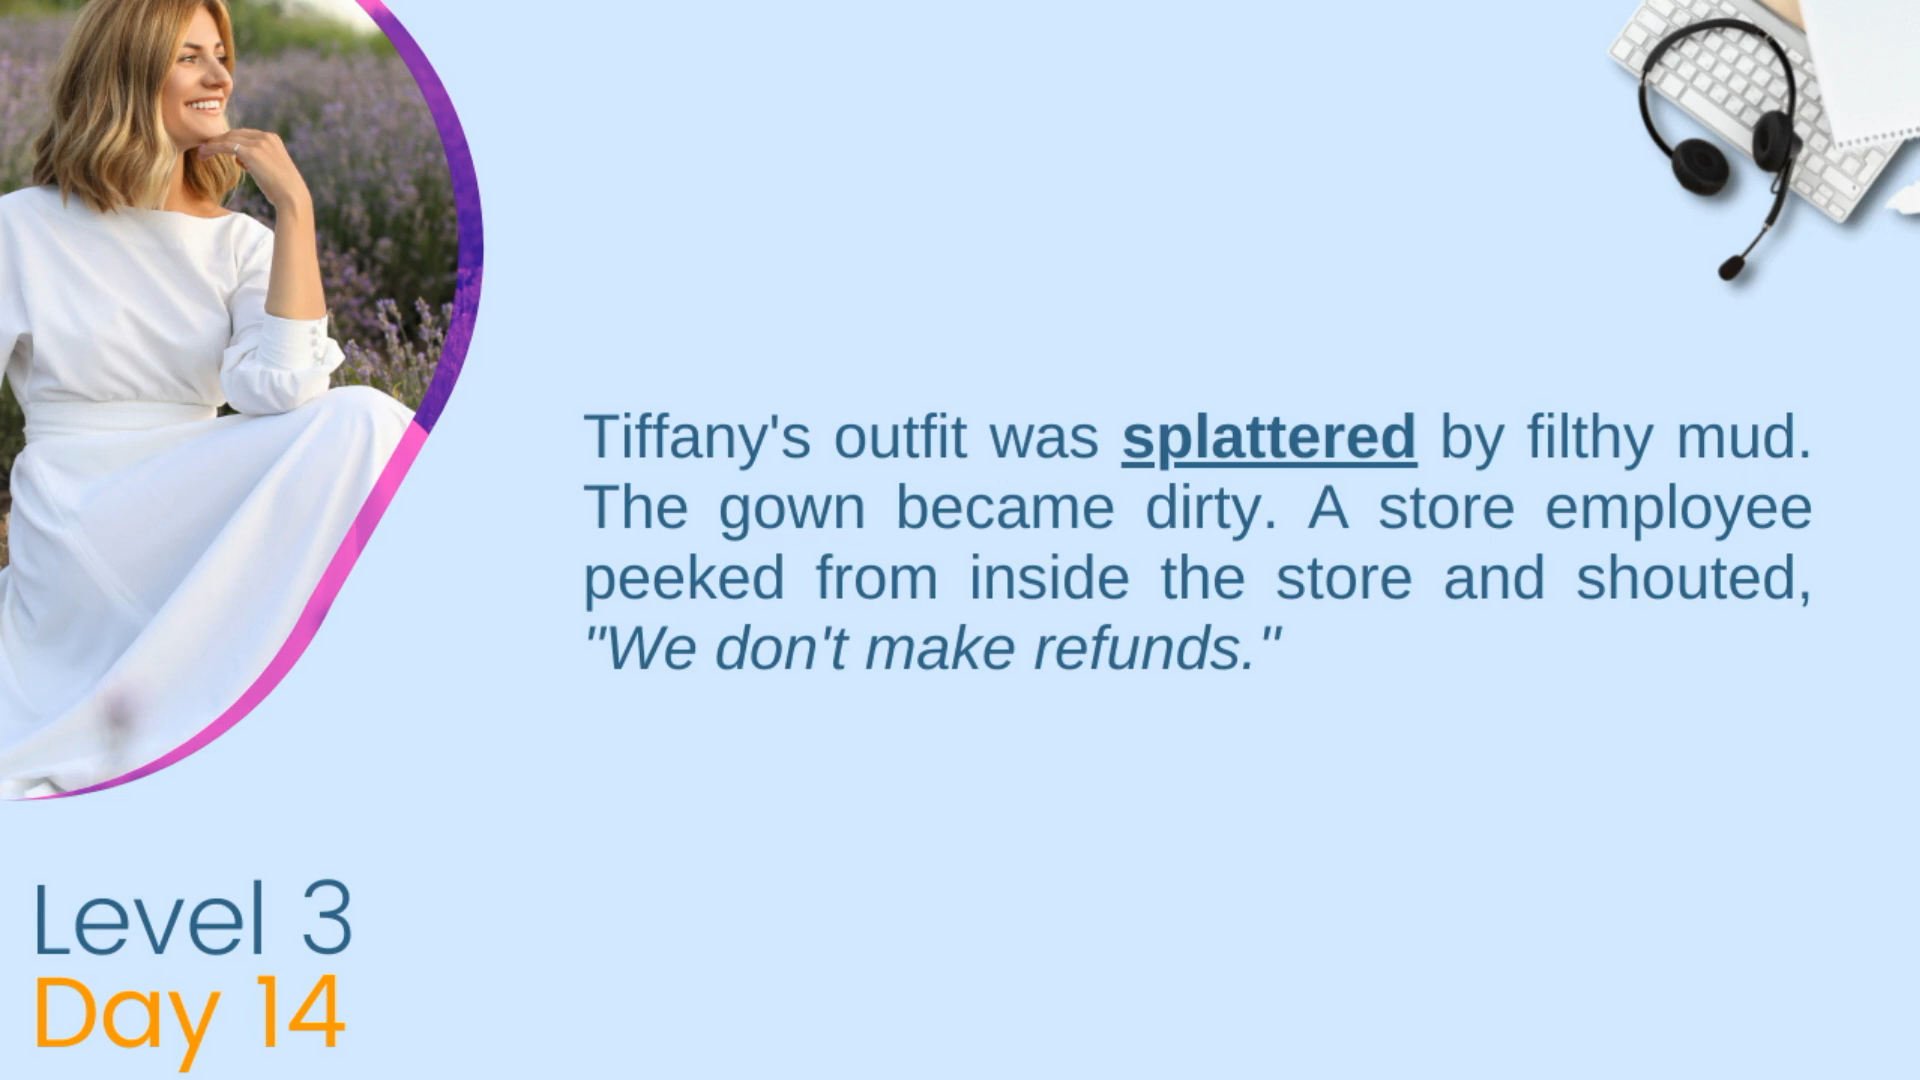 Tiffany's outfit was splattered by filthy mud.
The gown became dirty. A store employee
peeked from inside the store and shouted,
"We don't make refunds."
Level 3
Day 14